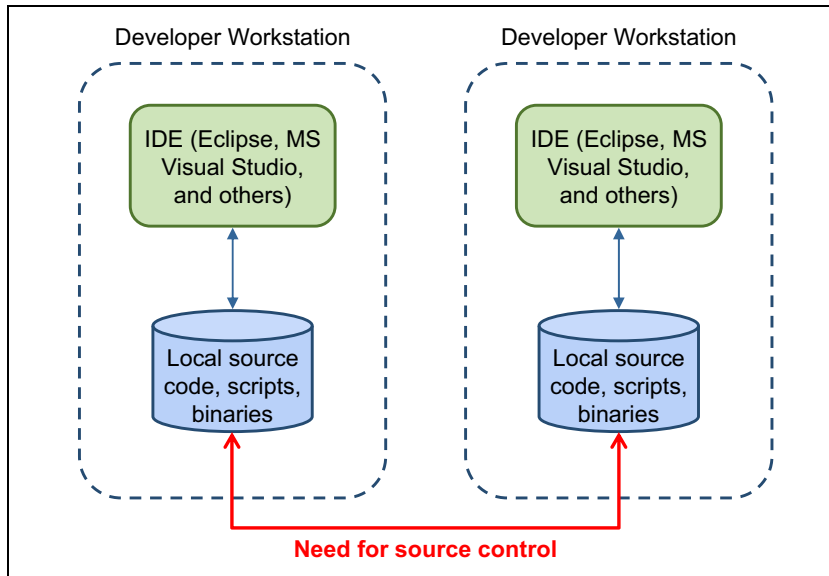 Developer Workstation
Developer Workstation
IDE (Eclipse, MS
Visual Studio,
and others)
IDE (Eclipse, MS
Visual Studio,
and others)
Local source
code, scripts,
binaries
Local source
code, scripts,
binaries
Need for source control